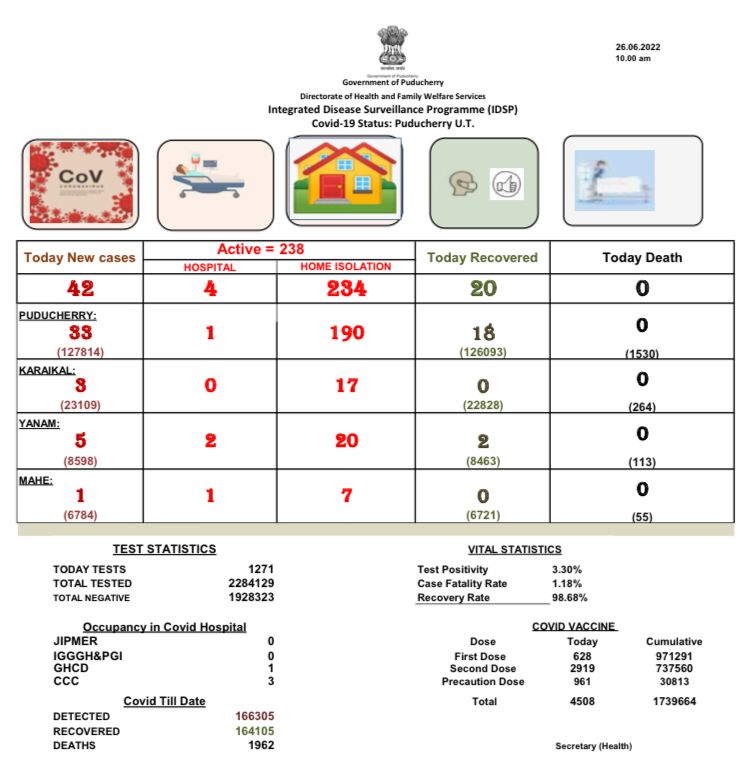 26.06.2022
10.00 am
Government of Puducherry
Government of Puducherry
Directorate of Health and Family Welfare Services
Integrated Disease Surveillance Programme (IDSP)
Covid-19 Status: Puducherry U.T.
CoV
CORONAVIRUS
Today New cases Active = 238 Today Recovered Today Death
HOSPITAL HOME ISOLATION
42 4 234 20 0
PUDUCHERRY:
33 1 190 18 0
(127814) (126093) (1530)
KARAIKAL:
3 0 17 0 0
(23109) (22828) (264)
YANAM:
5 2 20 2 0
(8598) (8463) (113)
MAHE:
1 1 7 0 0
(6784) (6721) (55)
TEST STATISTICS
TODAY TESTS 1271
TOTAL TESTED 2284129
TOTAL NEGATIVE 1928323
VITAL STATISTICS
Test Positivity 3.30%
Case Fatality Rate 1.18%
Recovery Rate 98.68%
Occupancy in Covid Hospital
JIPMER 0
IGGGH&PGI 0
GHCD 1
CCC 3
COVID VACCINE
Dose Today Cumulative
First Dose 628 971291
Second Dose 2919 737560
Precaution Dose 961 30813
Total 4508 1739664
Covid Till Date
DETECTED 166305
RECOVERED 164105
DEATHS 1962
Secretary (Health)